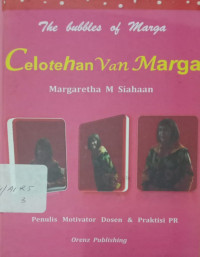 The bubbles of Marga
Celotehan Van Marga
Margaretha M Siahaan
Penulis Motivator Dosen & Praktisi PR
Oranz Publishing